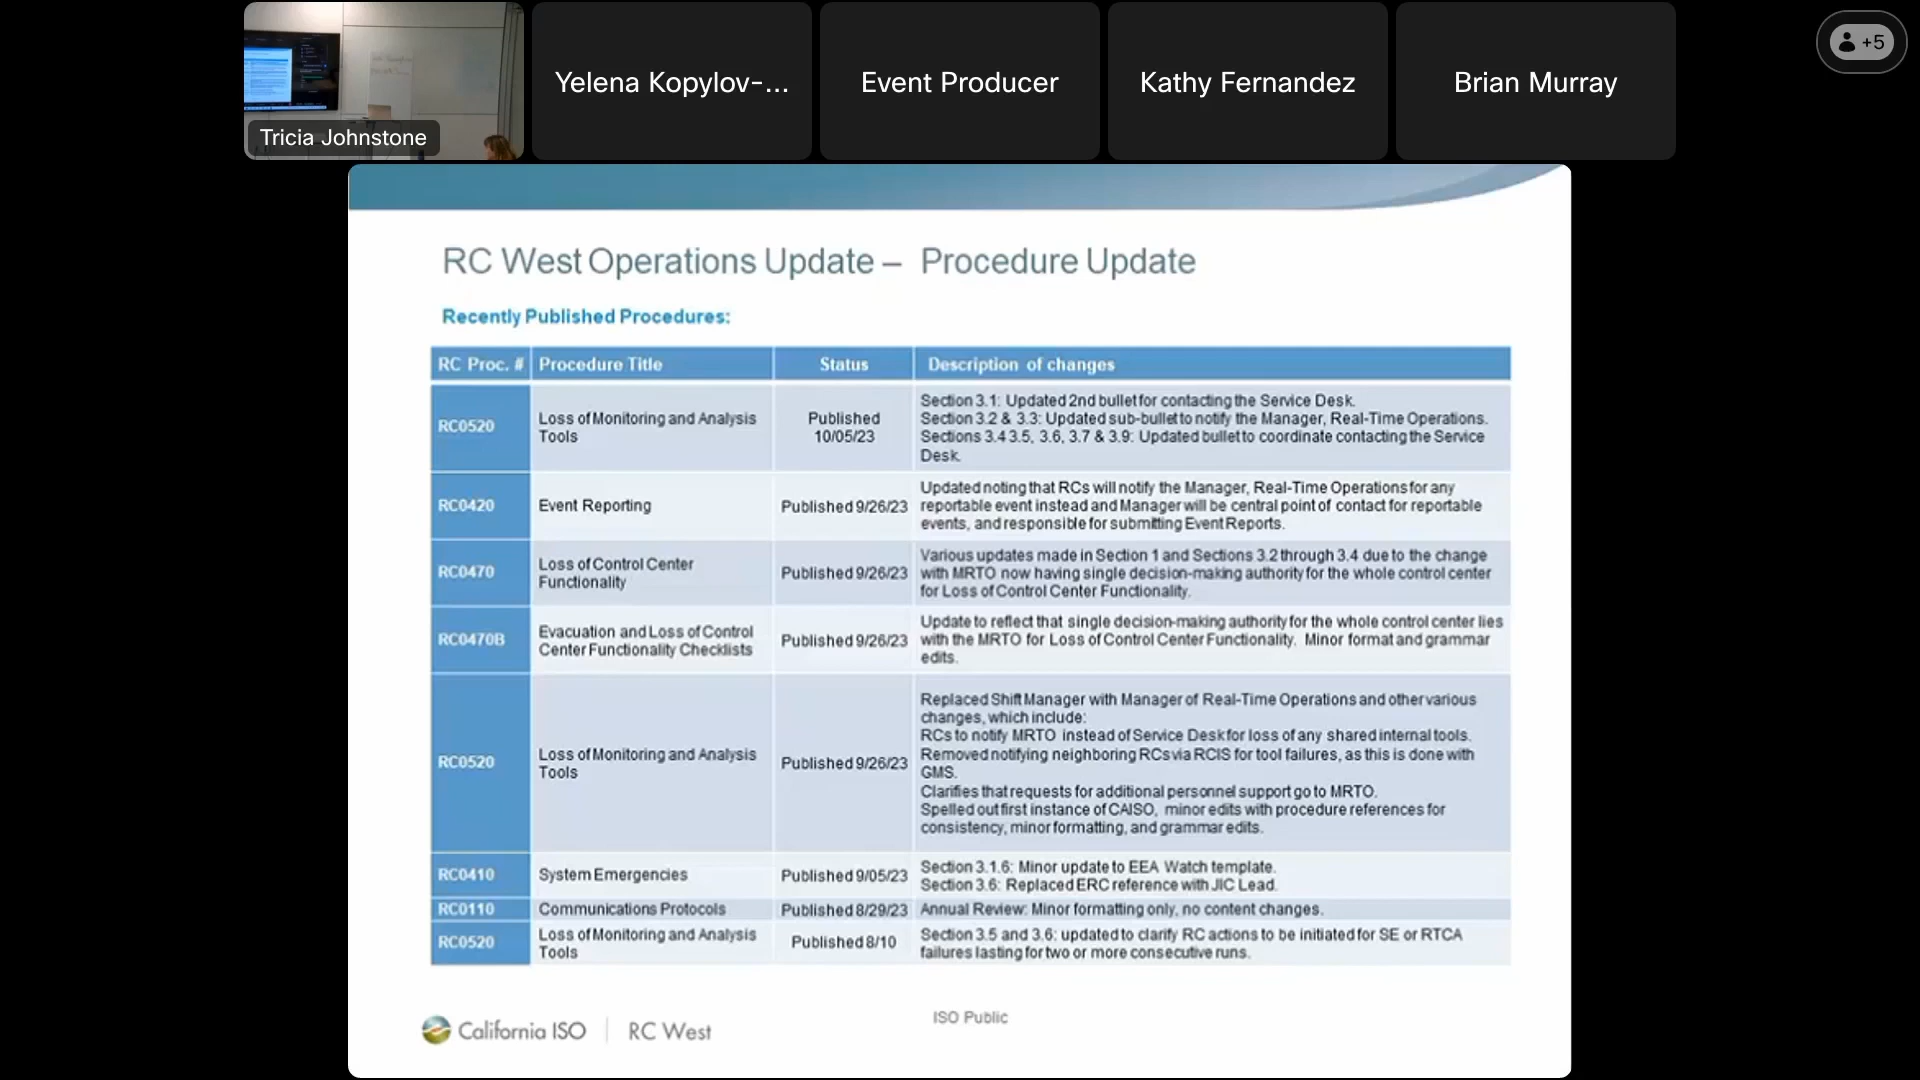 Tricia Johnstone
Yelena Kopylov-...
Event Producer
Kathy Fernandez
Brian Murray
+5
RC West Operations Update – Procedure Update
Recently Published Procedures:
RC Proc. # Procedure Title Status Description of changes
RC0520
Loss of Monitoring and Analysis
Tools
Published
10/05/23
Section 3.1: Updated 2nd bullet for contacting the Service Desk.
Section 3.2 & 3.3: Updated sub-bullet to notify the Manager, Real-Time Operations.
Sections 3.4 3.5, 3.6, 3.7 & 3.9: Updated bullet to coordinate contacting the Service
Desk.
RC0420
Event Reporting
Published 9/26/23
Updated noting that RCs will notify the Manager, Real-Time Operations for any
reportable event instead and Manager will be central point of contact for reportable
events, and responsible for submitting Event Reports.
RC0470
Loss of Control Center
Functionality
Published 9/26/23
Various updates made in Section 1 and Sections 3.2 through 3.4 due to the change
with MRTO now having single decision-making authority for the whole control center
for Loss of Control Center Functionality.
RC0470B
Evacuation and Loss of Control
Center Functionality Checklists
Published 9/26/23
Update to reflect that single decision-making authority for the whole control center lies
with the MRTO for Loss of Control Center Functionality. Minor format and grammar
edits.
RC0520
Loss of Monitoring and Analysis
Tools
Published 9/26/23
Replaced Shift Manager with Manager of Real-Time Operations and other various
changes, which include:
RCs to notify MRTO instead of Service Desk for loss of any shared internal tools.
Removed notifying neighboring RCs via RCIS for tool failures, as this is done with
GMS.
Clarifies that requests for additional personnel support go to MRTO.
Spelled out first instance of CAISO, minor edits with procedure references for
consistency, minor formatting, and grammar edits.
RC0410
System Emergencies
Published 9/05/23
Section 3.1.6: Minor update to EEA Watch template.
Section 3.6: Replaced ERC reference with JIC Lead.
RC0110
Communications Protocols
Published 8/29/23
Annual Review: Minor formatting only, no content changes.
RC0520
Loss of Monitoring and Analysis
Tools
Published 8/10
Section 3.5 and 3.6: updated to clarify RC actions to be initiated for SE or RTCA
failures lasting for two or more consecutive runs.
California ISO | RC West
ISO Public